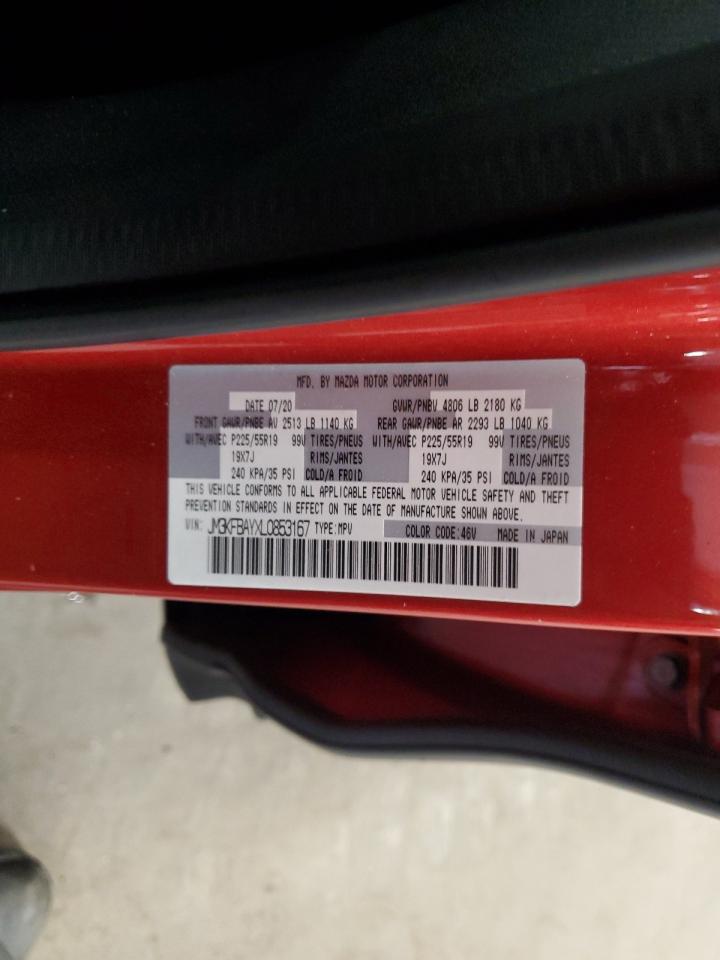 MFD. BY MAZDA MOTOR CORPORATION
DATE 07/20 GVWR/PNBV 4806 LB 2180 KG
FRONT GAWR/PNBE AV 2513 LB 1140 KG REAR GAWR/PNBE AR 2293 LB 1040 KG
WITH/AVEC P225/55R19 99V TIRES/PNEUS WITH/AVEC P225/55R19 99V TIRES/PNEUS
19X7J RIMS/JANTES 19X7J RIMS/JANTES
240 KPA/35 PSI COLD/A FROID 240 KPA/35 PSI COLD/A FROID
THIS VEHICLE CONFORMS TO ALL APPLICABLE FEDERAL MOTOR VEHICLE SAFETY AND THEFT
PREVENTION STANDARDS IN EFFECT ON THE DATE OF MANUFACTURE SHOWN ABOVE.
VIN: JM3KFBAYXL0853167 TYPE:MPV COLOR CODE:46V MADE IN JAPAN